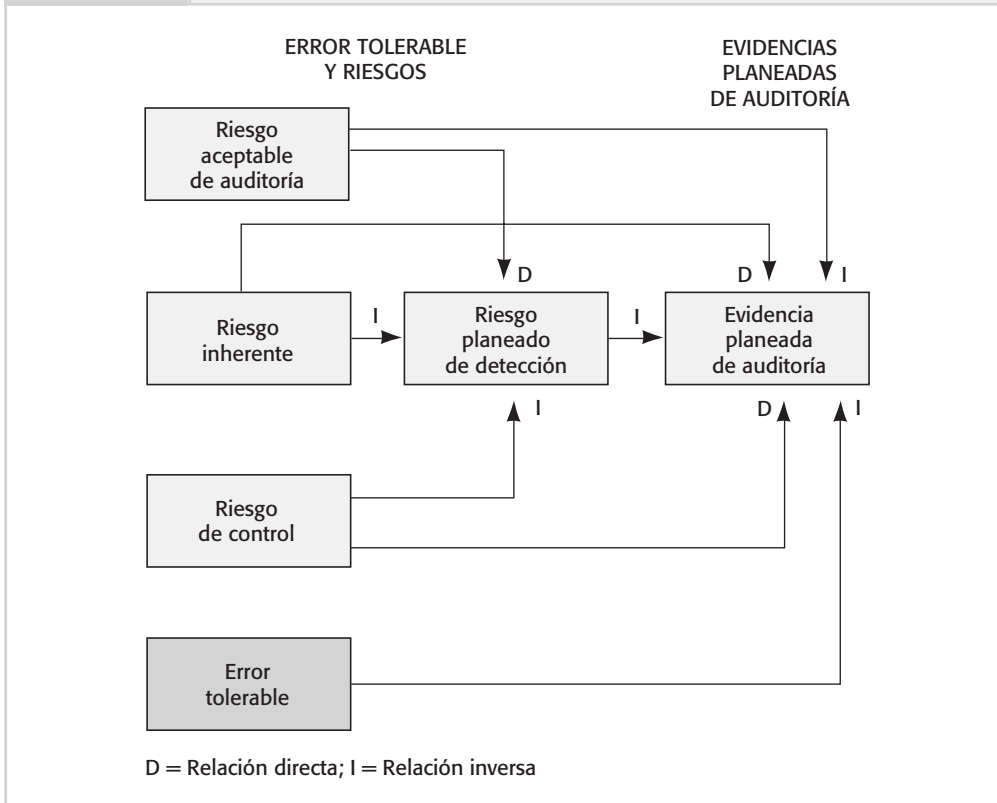 ERROR TOLERABLE
Y RIESGOS
EVIDENCIAS
PLANEADAS
DE AUDITORÍA
Riesgo
aceptable
de auditoría
D
D
I
Riesgo
inherente
I
Riesgo
planeado
de detección
I
Evidencia
planeada
de auditoría
I
D
I
Riesgo
de control
Error
tolerable
D = Relación directa; I = Relación inversa